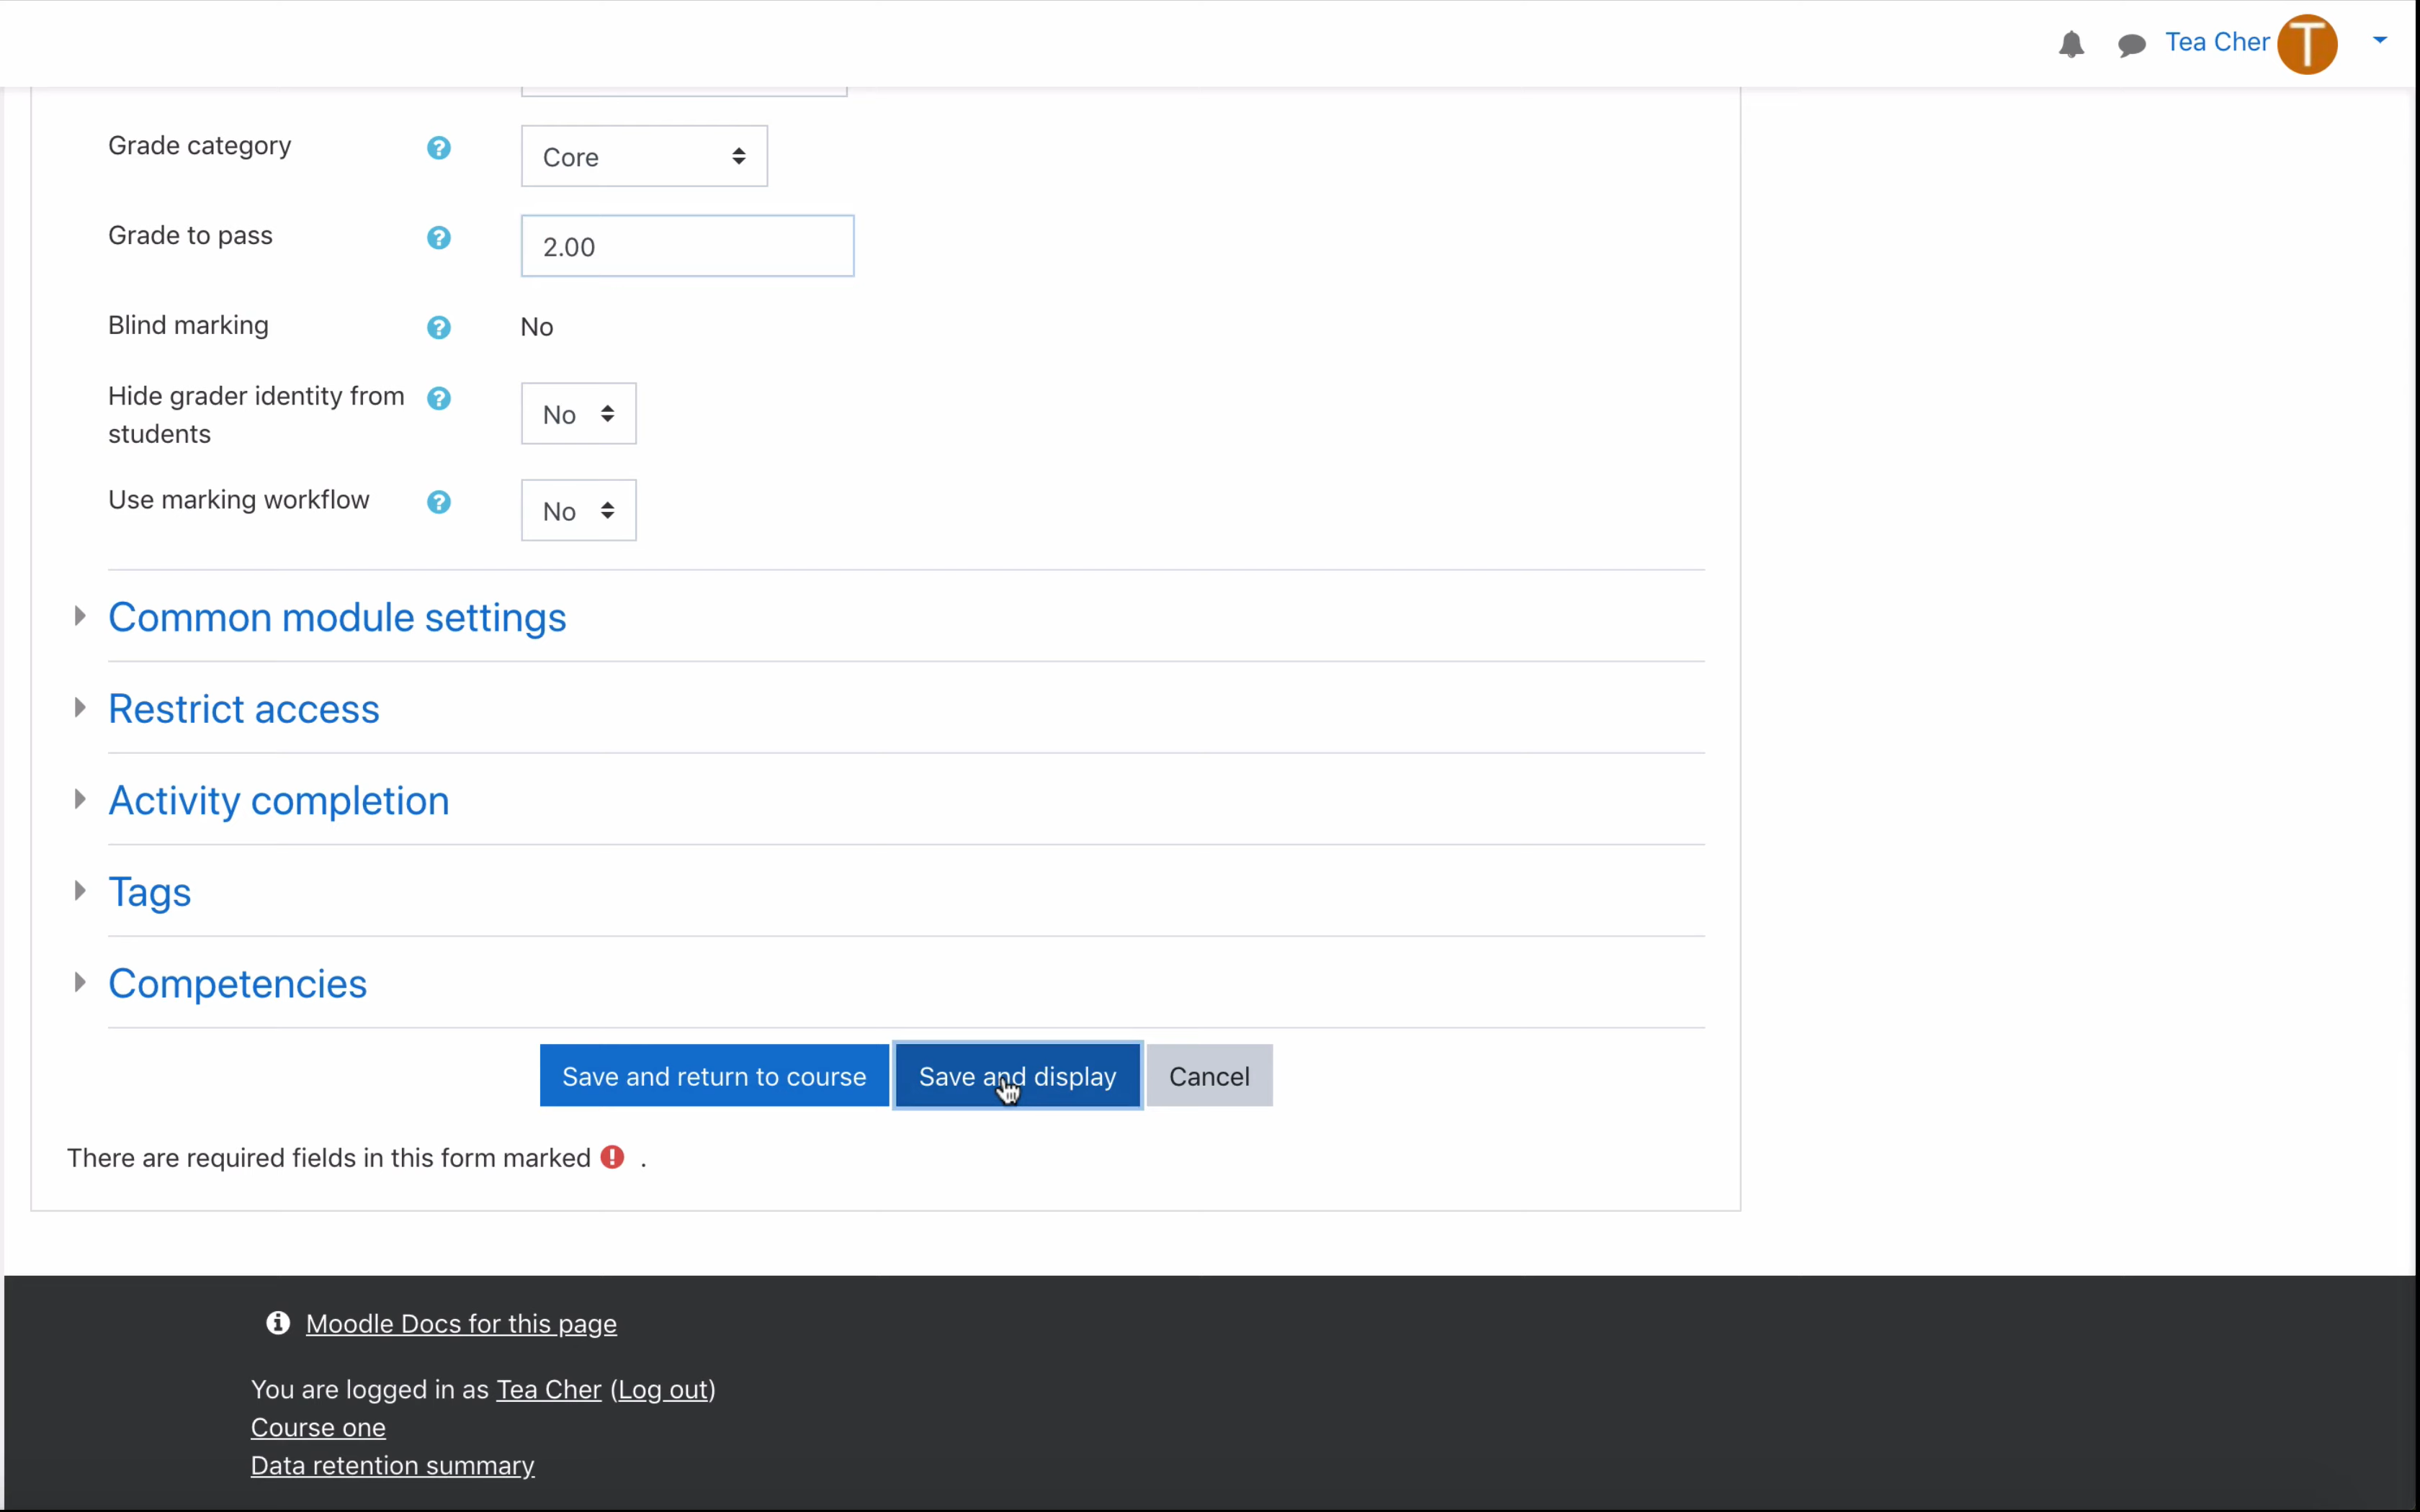 Tea Cher T
Grade category ? Core
Grade to pass ? 2.00
Blind marking ? No
Hide grader identity from ? No
students
Use marking workflow ? No
Common module settings
Restrict access
Activity completion
Tags
Competencies
Save and return to course Save and display Cancel
There are required fields in this form marked ! .
Moodle Docs for this page
You are logged in as Tea Cher (Log out)
Course one
Data retention summary